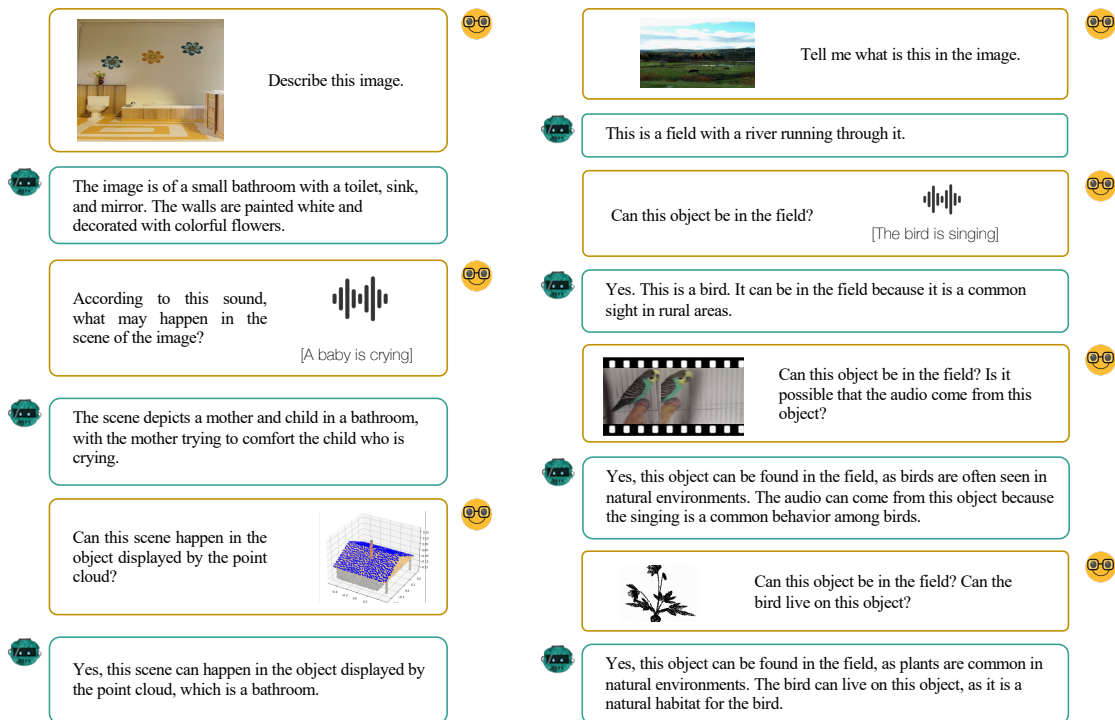 Describe this image.
The image is of a small bathroom with a toilet, sink,
and mirror. The walls are painted white and
decorated with colorful flowers.
According to this sound,
what may happen in the
scene of the image?
[A baby is crying]
The scene depicts a mother and child in a bathroom,
with the mother trying to comfort the child who is
crying.
Can this scene happen in the
object displayed by the point
cloud?
Yes, this scene can happen in the object displayed by
the point cloud, which is a bathroom.
Tell me what is this in the image.
This is a field with a river running through it.
Can this object be in the field?
[The bird is singing]
Yes. This is a bird. It can be in the field because it is a common
sight in rural areas.
Can this object be in the field? Is it
possible that the audio come from this
object?
Yes, this object can be found in the field, as birds are often seen in
natural environments. The audio can come from this object because
the singing is a common behavior among birds.
Can this object be in the field? Can the
bird live on this object?
Yes, this object can be found in the field, as plants are common in
natural environments. The bird can live on this object, as it is a
natural habitat for the bird.